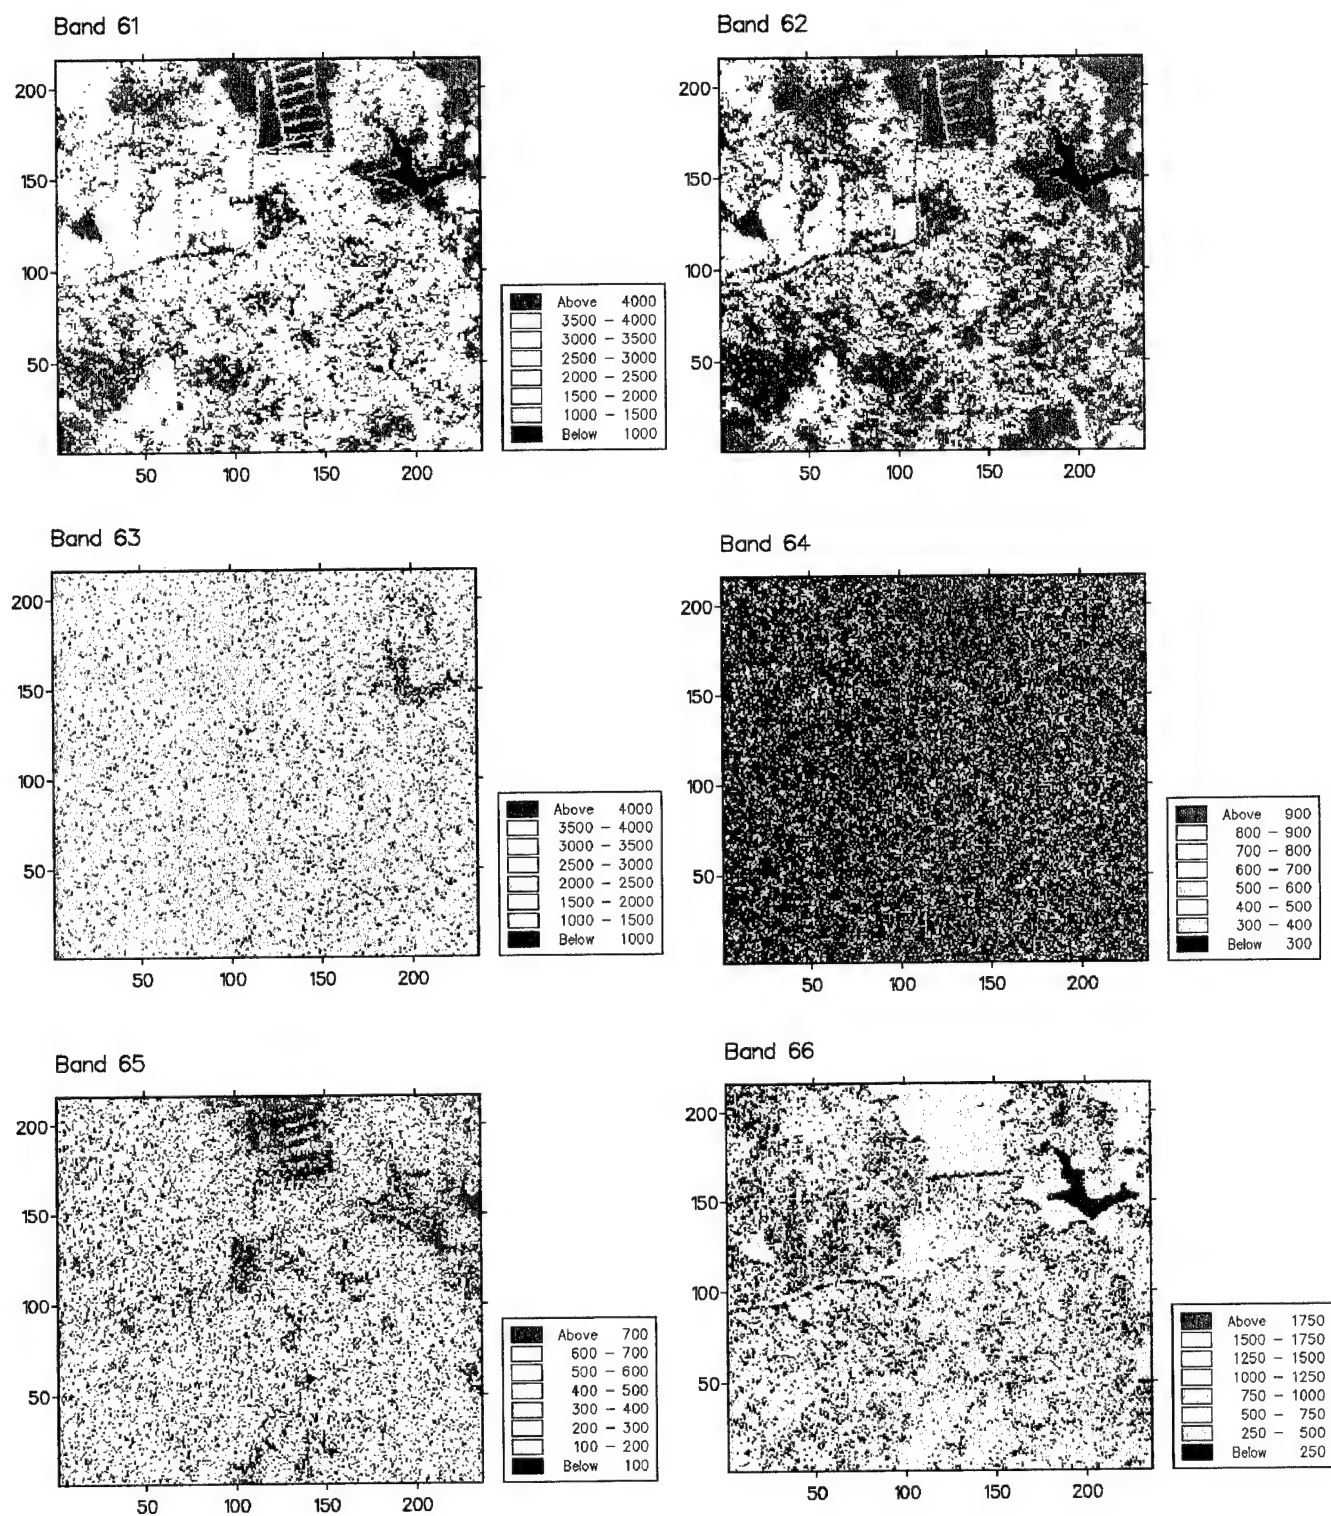 Band 61
200
150
100
50
50 100 150 200
Above 4000
3500 - 4000
3000 - 3500
2500 - 3000
2000 - 2500
1500 - 2000
1000 - 1500
Below 1000
Band 62
200
150
100
50
50 100 150 200
Band 63
200
150
100
50
50 100 150 200
Above 4000
3500 - 4000
3000 - 3500
2500 - 3000
2000 - 2500
1500 - 2000
1000 - 1500
Below 1000
Band 64
200
150
100
50
50 100 150 200
Above 900
800 - 900
700 - 800
600 - 700
500 - 600
400 - 500
300 - 400
Below 300
Band 65
200
150
100
50
50 100 150 200
Above 700
600 - 700
500 - 600
400 - 500
300 - 400
200 - 300
100 - 200
Below 100
Band 66
200
150
100
50
50 100 150 200
Above 1750
1500 - 1750
1250 - 1500
1000 - 1250
750 - 1000
500 - 750
250 - 500
Below 250